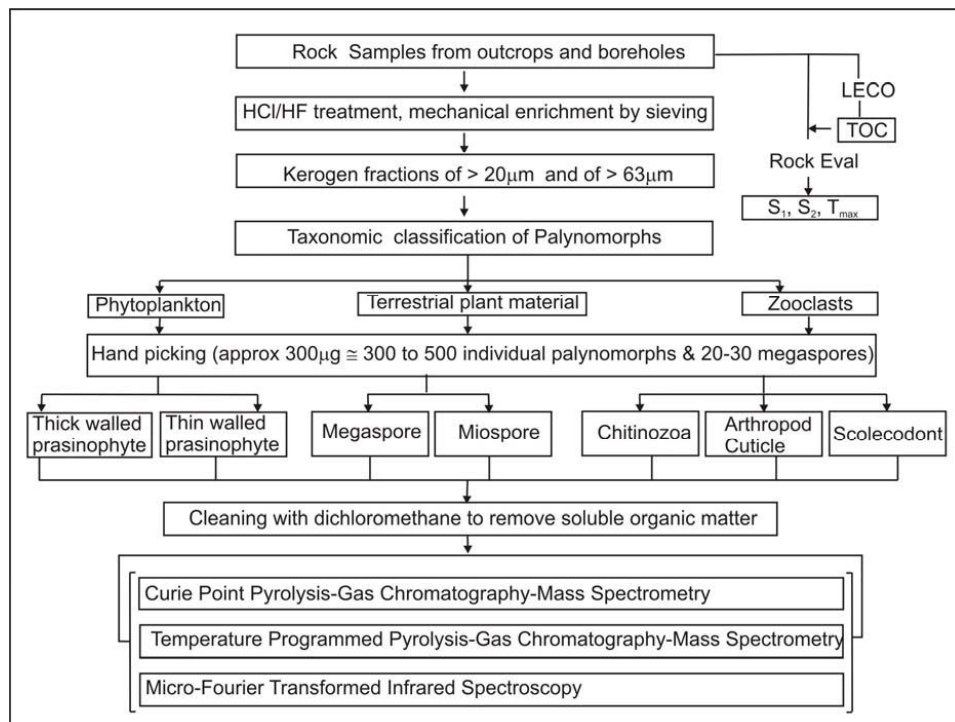 Rock Samples from outcrops and boreholes
LECO
TOC
HCl/HF treatment, mechanical enrichment by sieving
Rock Eval
Kerogen fractions of > 20μm and of > 63μm
S1, S2, Tmax
Taxonomic classification of Palynomorphs
Phytoplankton
Terrestrial plant material
Zooclasts
Hand picking (approx 300μg ≅ 300 to 500 individual palynomorphs & 20-30 megaspores)
Thick walled
prasinophyte
Thin walled
prasinophyte
Megaspore
Miospore
Chitinozoa
Arthropod
Cuticle
Scolecodont
Cleaning with dichloromethane to remove soluble organic matter
Curie Point Pyrolysis-Gas Chromatography-Mass Spectrometry
Temperature Programmed Pyrolysis-Gas Chromatography-Mass Spectrometry
Micro-Fourier Transformed Infrared Spectroscopy